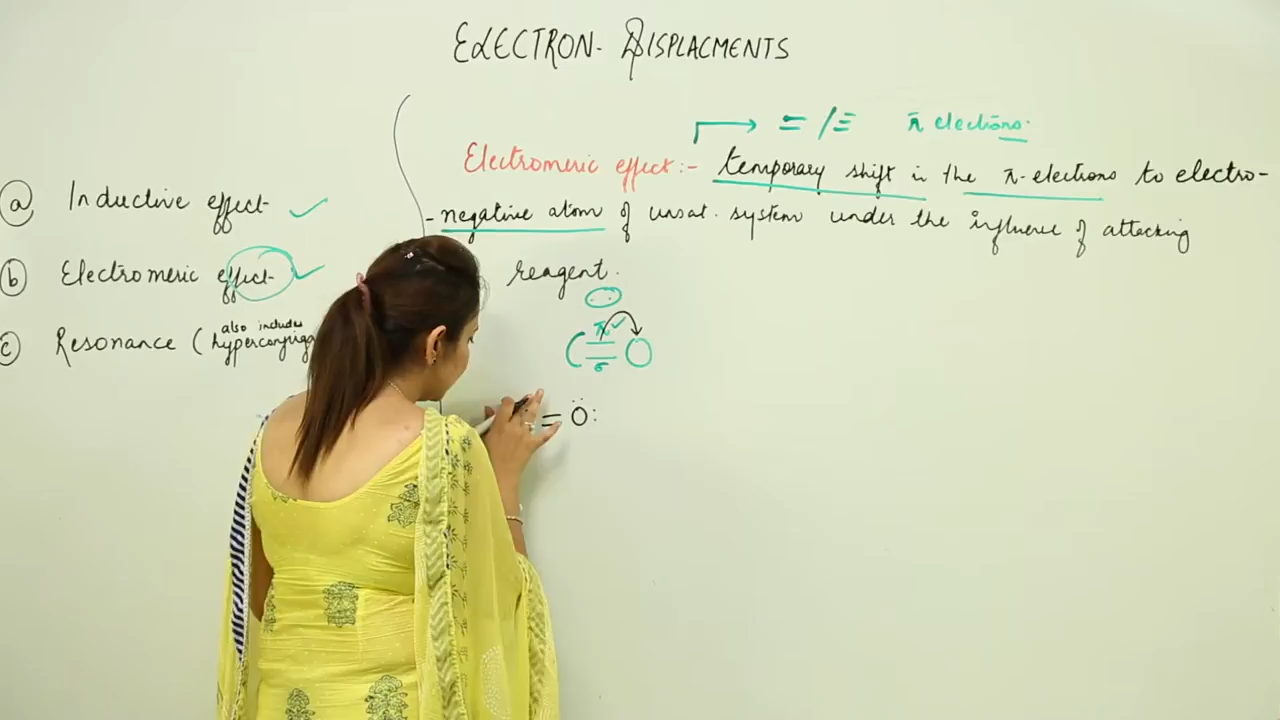 ELECTRON- DISPLACMENTS
= / ≡ π electrons.
Electromeric effect:- temporary shift in the π-electrons to electro-
-negative atom of unsat. system under the influence of attacking
reagent.
(a) Inductive effect ✓
(b) Electromeric effect ✓
(c) Resonance ( also includes
π ✓
C = O
σ
= O: